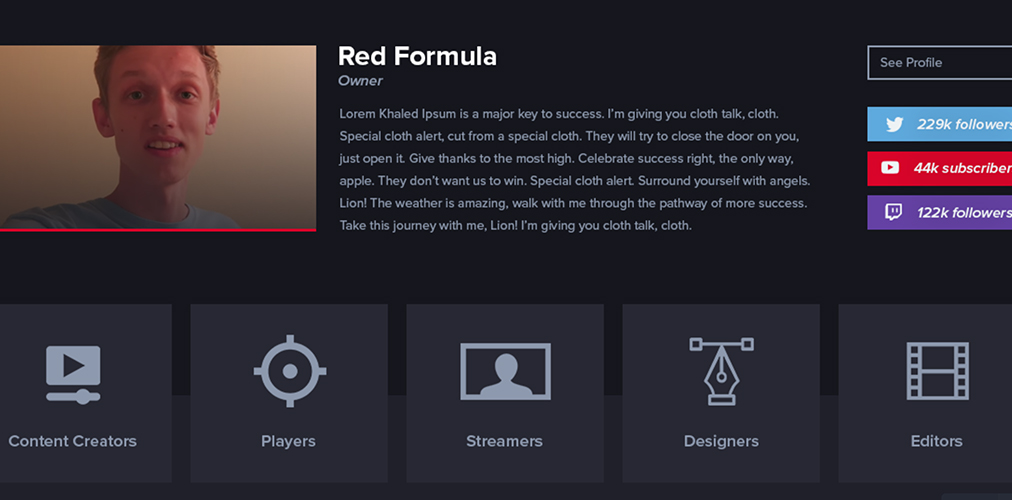 Red Formula
Owner
Lorem Khaled Ipsum is a major key to success. I'm giving you cloth talk, cloth.
Special cloth alert, cut from a special cloth. They will try to close the door on you,
just open it. Give thanks to the most high. Celebrate success right, the only way,
apple. They don't want us to win. Special cloth alert. Surround yourself with angels.
Lion! The weather is amazing, walk with me through the pathway of more success.
Take this journey with me, Lion! I'm giving you cloth talk, cloth.
See Profile
229k followers
44k subscriber
122k followers
Content Creators
Players
Streamers
Designers
Editors